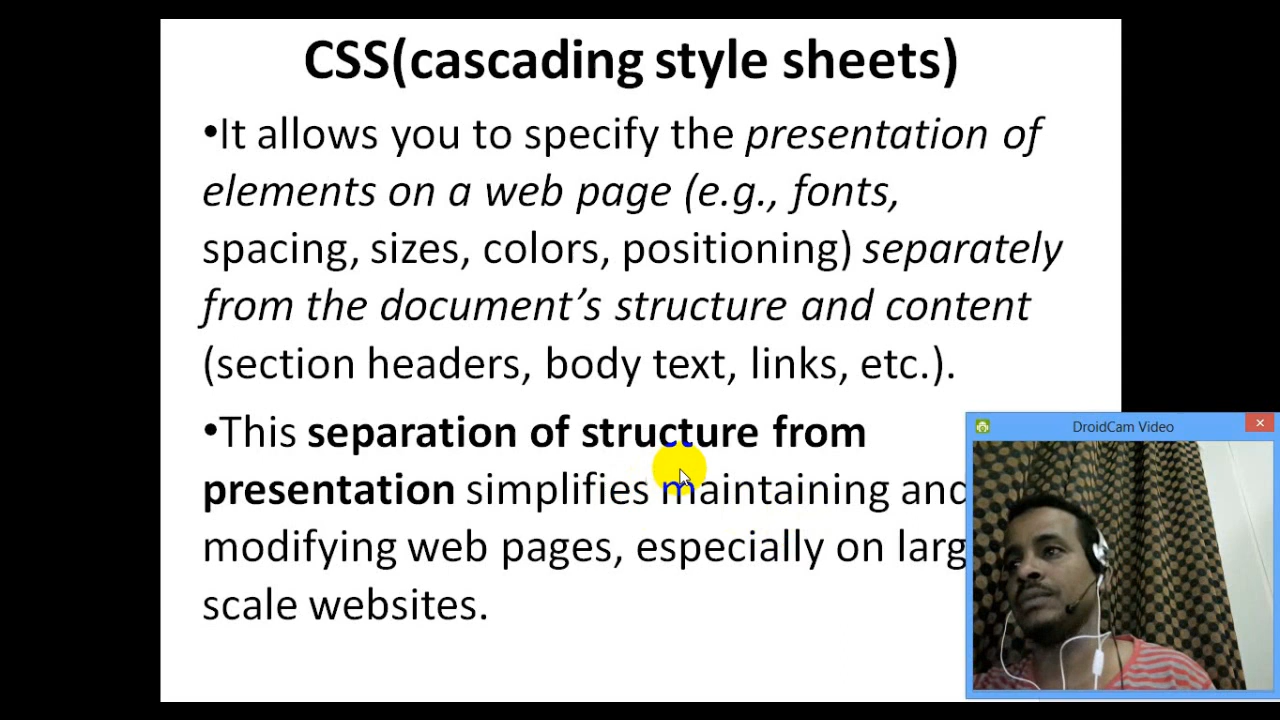 CSS(cascading style sheets)
•It allows you to specify the presentation of
elements on a web page (e.g., fonts,
spacing, sizes, colors, positioning) separately
from the document’s structure and content
(section headers, body text, links, etc.).
•This separation of structure from
presentation simplifies maintaining and
modifying web pages, especially on larg
scale websites.
DroidCam Video